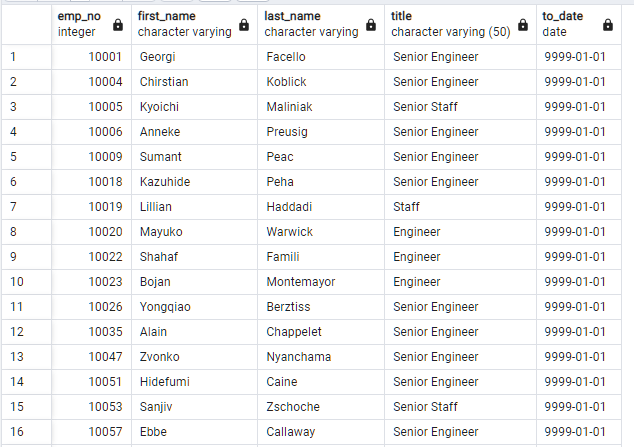 emp_no first_name last_name title to_date
integer character varying character varying character varying (50) date
1 10001 Georgi Facello Senior Engineer 9999-01-01
2 10004 Chirstian Koblick Senior Engineer 9999-01-01
3 10005 Kyoichi Maliniak Senior Staff 9999-01-01
4 10006 Anneke Preusig Senior Engineer 9999-01-01
5 10009 Sumant Peac Senior Engineer 9999-01-01
6 10018 Kazuhide Peha Senior Engineer 9999-01-01
7 10019 Lillian Haddadi Staff 9999-01-01
8 10020 Mayuko Warwick Engineer 9999-01-01
9 10022 Shahaf Famili Engineer 9999-01-01
10 10023 Bojan Montemayor Engineer 9999-01-01
11 10026 Yongqiao Berztiss Senior Engineer 9999-01-01
12 10035 Alain Chappelet Senior Engineer 9999-01-01
13 10047 Zvonko Nyanchama Senior Engineer 9999-01-01
14 10051 Hidefumi Caine Senior Engineer 9999-01-01
15 10053 Sanjiv Zschoche Senior Staff 9999-01-01
16 10057 Ebbe Callaway Senior Engineer 9999-01-01